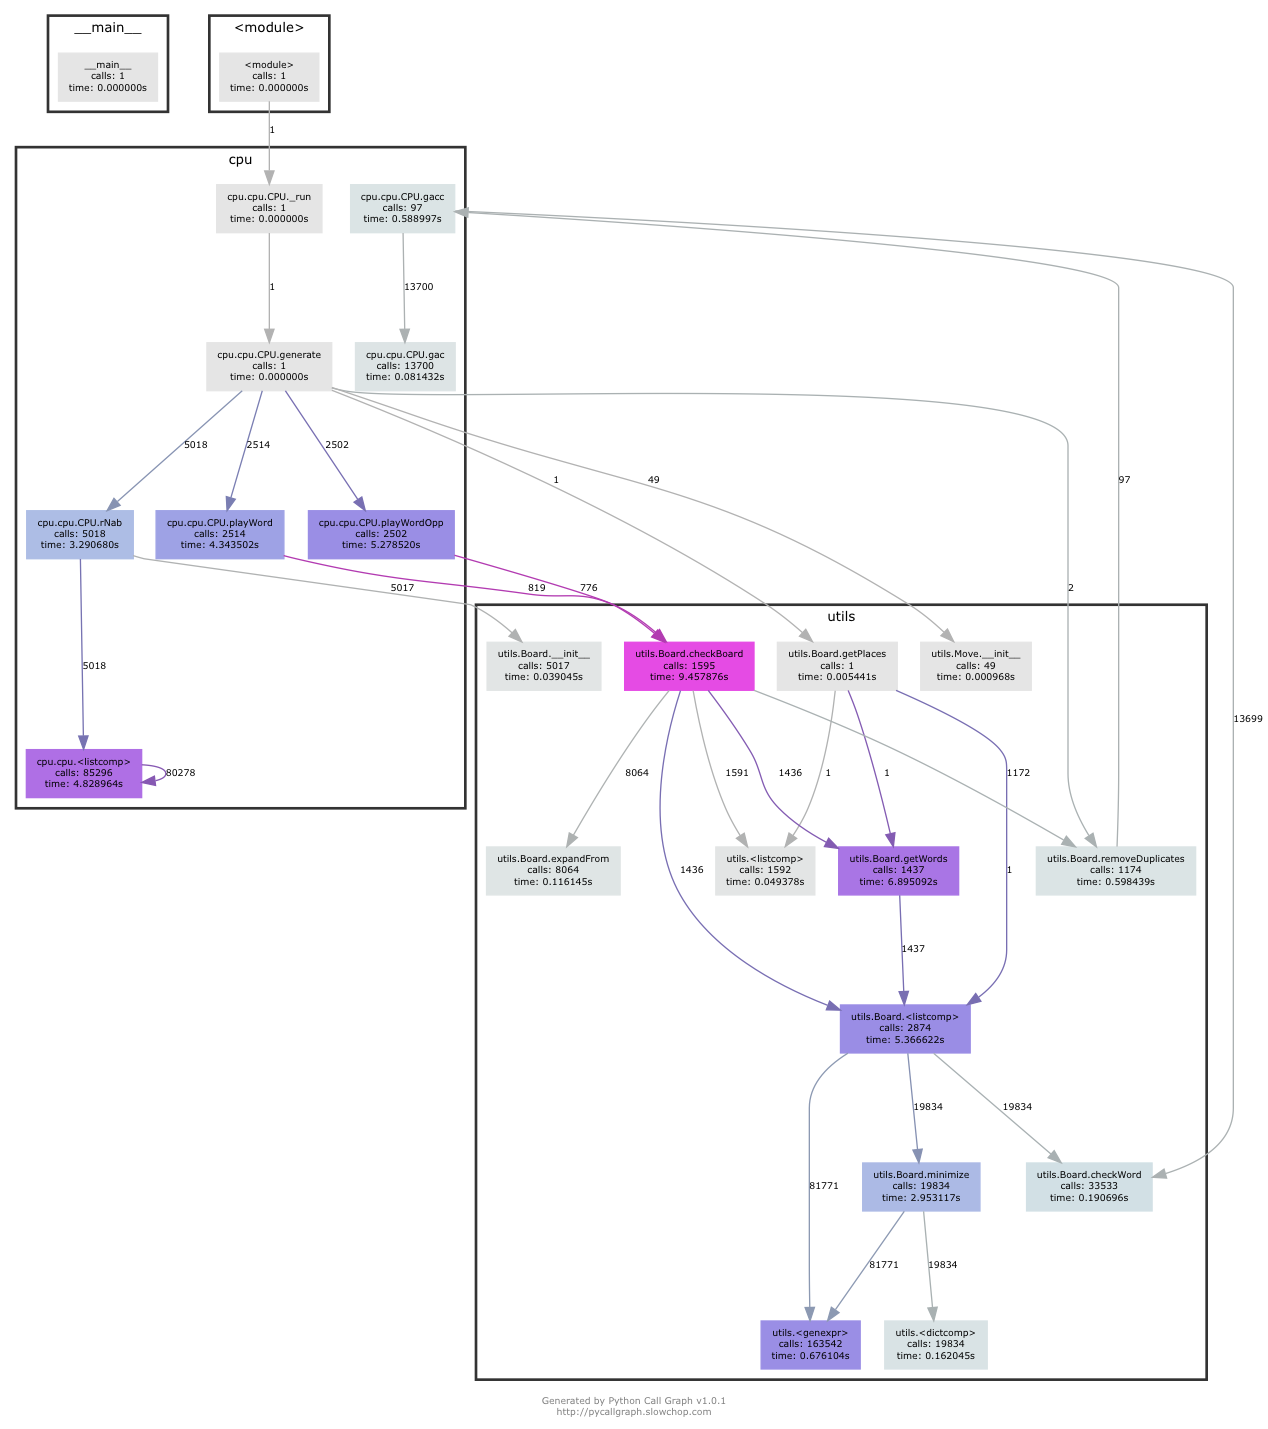 __main__
<module>
__main__
calls: 1
time: 0.000000s
<module>
calls: 1
time: 0.000000s
1
cpu
cpu.cpu.CPU._run
calls: 1
time: 0.000000s
cpu.cpu.CPU.gacc
calls: 97
time: 0.588997s
1
13700
cpu.cpu.CPU.generate
calls: 1
time: 0.000000s
cpu.cpu.CPU.gac
calls: 13700
time: 0.081432s
5018
2514
2502
1
49
97
cpu.cpu.CPU.rNab
calls: 5018
time: 3.290680s
cpu.cpu.CPU.playWord
calls: 2514
time: 4.343502s
cpu.cpu.CPU.playWordOpp
calls: 2502
time: 5.278520s
5017
819
776
2
utils
5018
utils.Board.__init__
calls: 5017
time: 0.039045s
utils.Board.checkBoard
calls: 1595
time: 9.457876s
utils.Board.getPlaces
calls: 1
time: 0.005441s
utils.Move.__init__
calls: 49
time: 0.000968s
13699
cpu.cpu.<listcomp>
calls: 85296
time: 4.828964s
80278
8064
1591
1436
1
1
1172
utils.Board.expandFrom
calls: 8064
time: 0.116145s
utils.<listcomp>
calls: 1592
time: 0.049378s
utils.Board.getWords
calls: 1437
time: 6.895092s
utils.Board.removeDuplicates
calls: 1174
time: 0.598439s
1436
1
1437
utils.Board.<listcomp>
calls: 2874
time: 5.366622s
19834
19834
utils.Board.minimize
calls: 19834
time: 2.953117s
utils.Board.checkWord
calls: 33533
time: 0.190696s
81771
81771
19834
utils.<genexpr>
calls: 163542
time: 0.676104s
utils.<dictcomp>
calls: 19834
time: 0.162045s
Generated by Python Call Graph v1.0.1
http://pycallgraph.slowchop.com